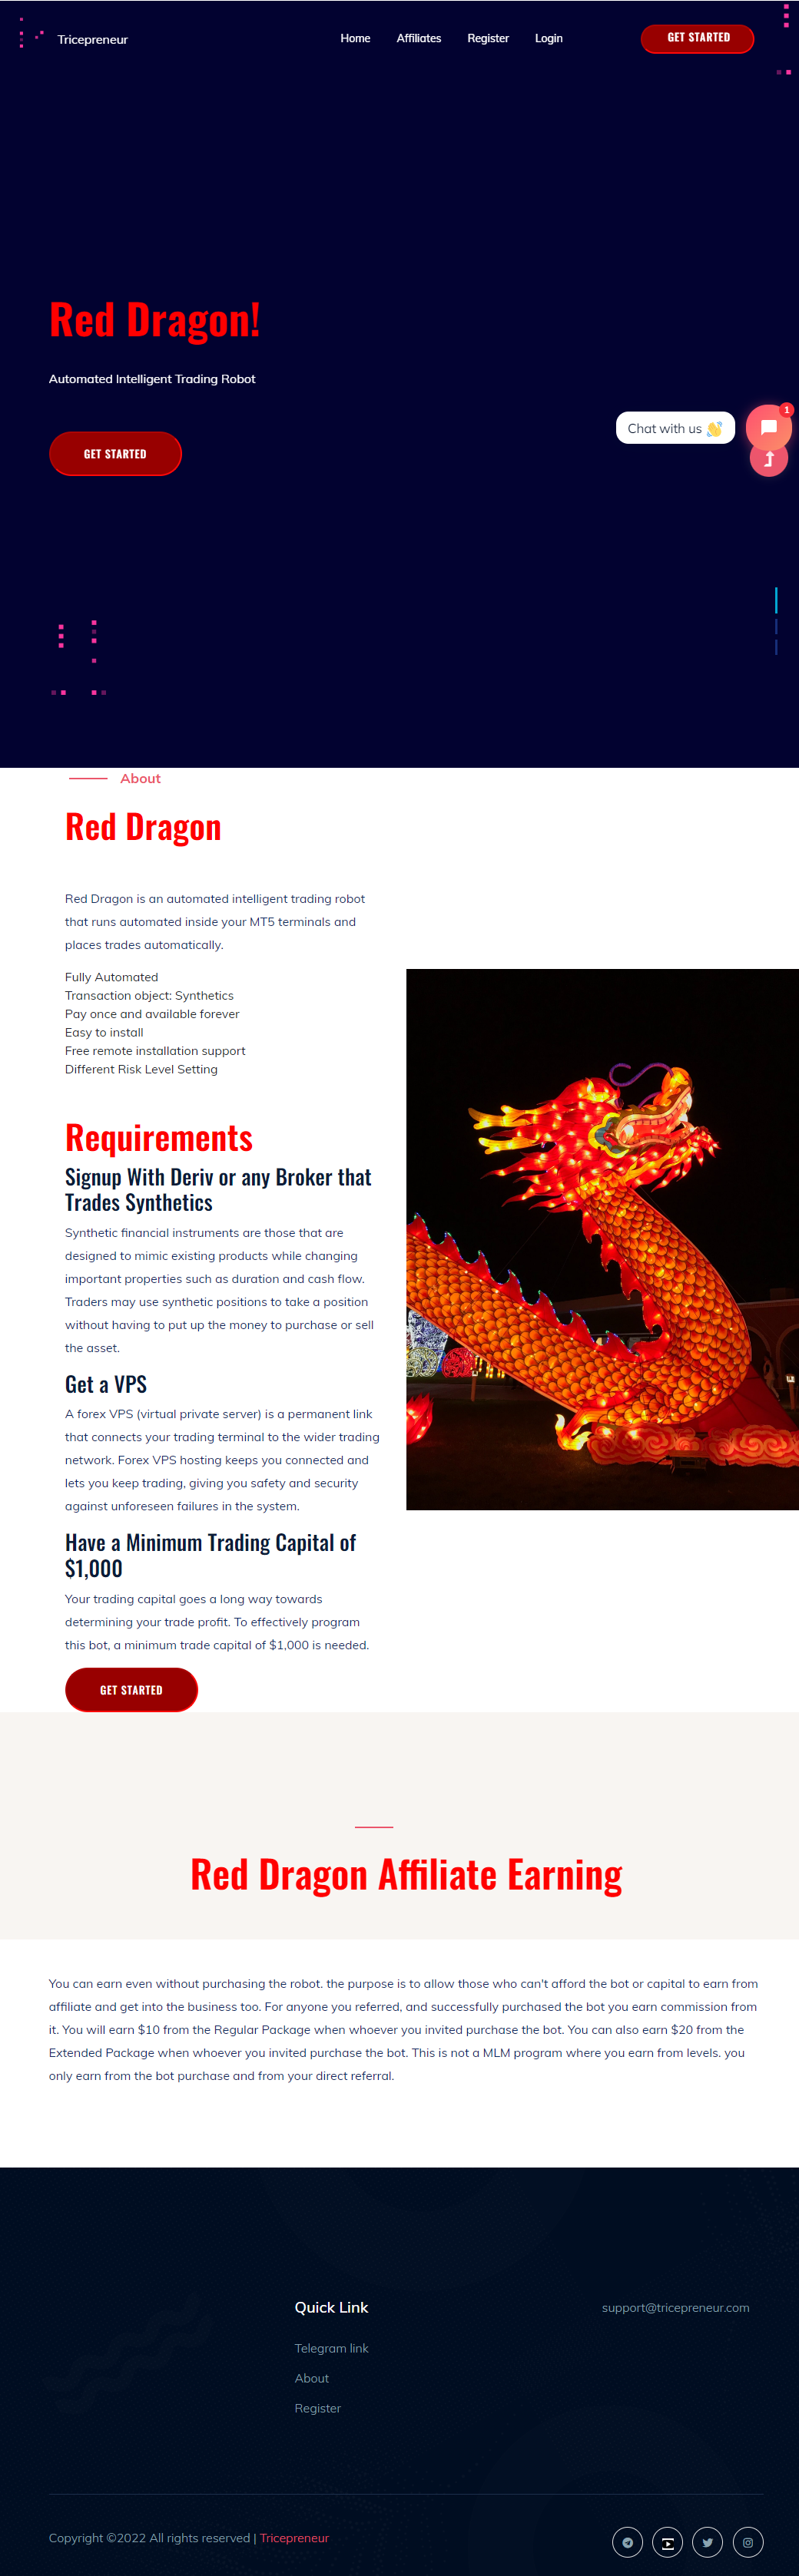 Tricepreneur
Home Affiliates Register Login
GET STARTED
Red Dragon!
Automated Intelligent Trading Robot
GET STARTED
Chat with us 👋
1
About
Red Dragon
Red Dragon is an automated intelligent trading robot
that runs automated inside your MT5 terminals and
places trades automatically.
Fully Automated
Transaction object: Synthetics
Pay once and available forever
Easy to install
Free remote installation support
Different Risk Level Setting
Requirements
Signup With Deriv or any Broker that
Trades Synthetics
Synthetic financial instruments are those that are
designed to mimic existing products while changing
important properties such as duration and cash flow.
Traders may use synthetic positions to take a position
without having to put up the money to purchase or sell
the asset.
Get a VPS
A forex VPS (virtual private server) is a permanent link
that connects your trading terminal to the wider trading
network. Forex VPS hosting keeps you connected and
lets you keep trading, giving you safety and security
against unforeseen failures in the system.
Have a Minimum Trading Capital of
$1,000
Your trading capital goes a long way towards
determining your trade profit. To effectively program
this bot, a minimum trade capital of $1,000 is needed.
GET STARTED
Red Dragon Affiliate Earning
You can earn even without purchasing the robot. the purpose is to allow those who can't afford the bot or capital to earn from
affiliate and get into the business too. For anyone you referred, and successfully purchased the bot you earn commission from
it. You will earn $10 from the Regular Package when whoever you invited purchase the bot. You can also earn $20 from the
Extended Package when whoever you invited purchase the bot. This is not a MLM program where you earn from levels. you
only earn from the bot purchase and from your direct referral.
Quick Link
Telegram link
About
Register
support@tricepreneur.com
Copyright ©2022 All rights reserved | Tricepreneur